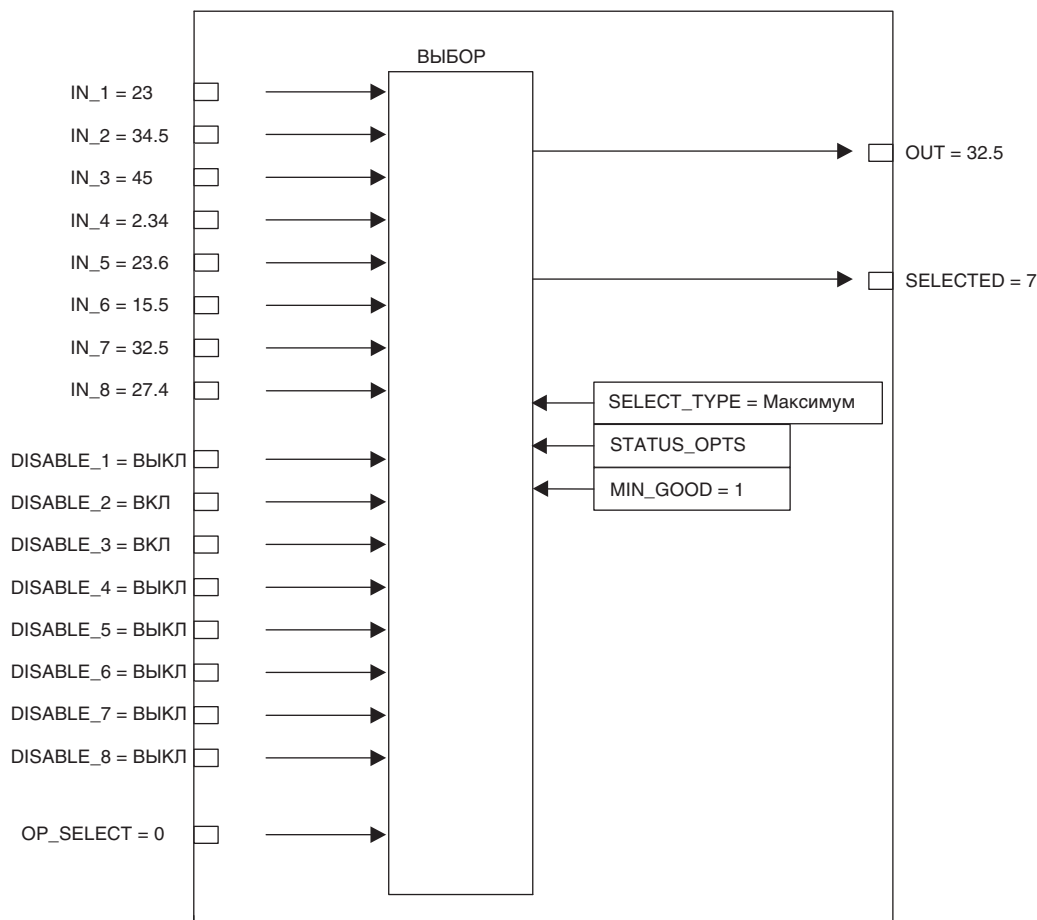 ВЫБОР
IN_1 = 23
IN_2 = 34.5
IN_3 = 45
IN_4 = 2.34
IN_5 = 23.6
IN_6 = 15.5
IN_7 = 32.5
IN_8 = 27.4
DISABLE_1 = ВЫКЛ
DISABLE_2 = ВКЛ
DISABLE_3 = ВКЛ
DISABLE_4 = ВЫКЛ
DISABLE_5 = ВЫКЛ
DISABLE_6 = ВЫКЛ
DISABLE_7 = ВЫКЛ
DISABLE_8 = ВЫКЛ
OP_SELECT = 0
OUT = 32.5
SELECTED = 7
SELECT_TYPE = Максимум
STATUS_OPTS
MIN_GOOD = 1